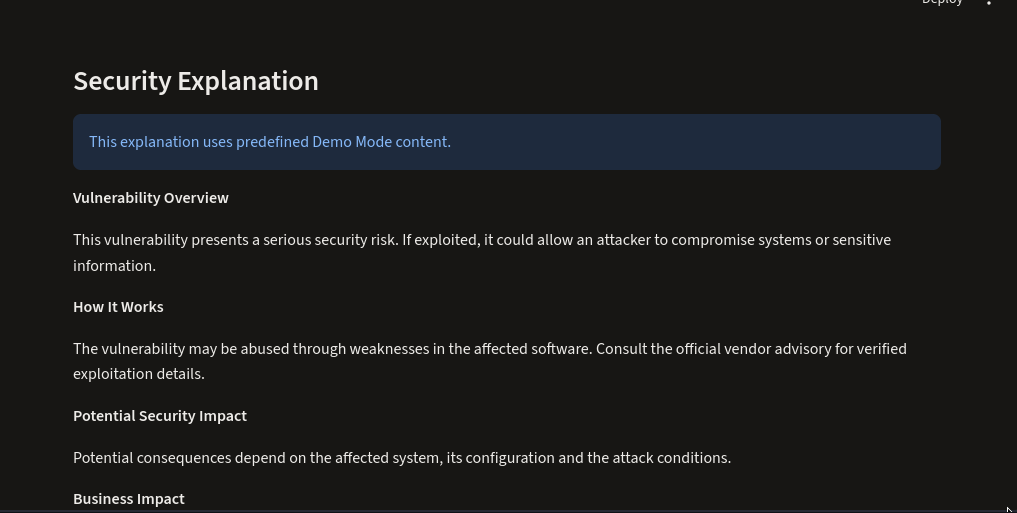 Deploy
Security Explanation
This explanation uses predefined Demo Mode content.
Vulnerability Overview
This vulnerability presents a serious security risk. If exploited, it could allow an attacker to compromise systems or sensitive
information.
How It Works
The vulnerability may be abused through weaknesses in the affected software. Consult the official vendor advisory for verified
exploitation details.
Potential Security Impact
Potential consequences depend on the affected system, its configuration and the attack conditions.
Business Impact